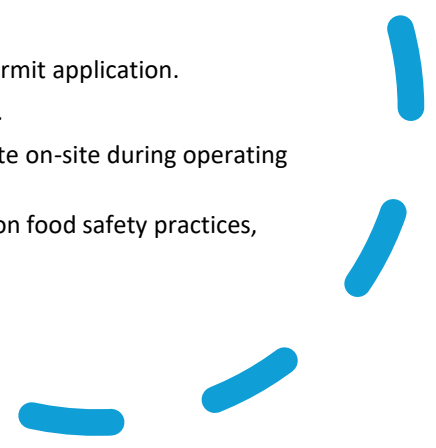 rmit application.
.
te on-site during operating
on food safety practices,